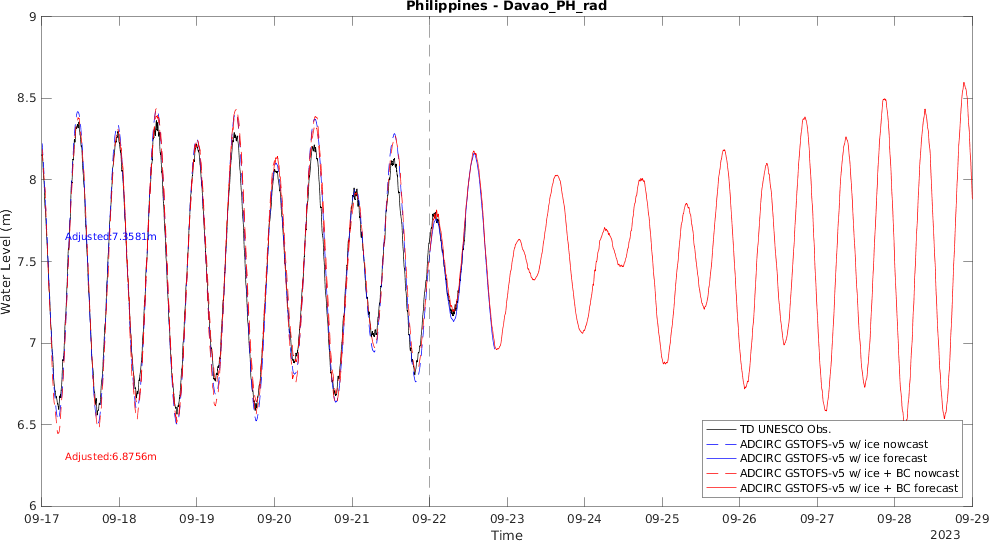 Philippines - Davao_PH_rad
9
8.5
8
7.5
7
6.5
6
Water Level (m)
Adjusted:7.3581m
Adjusted:6.8756m
TD UNESCO Obs.
ADCIRC GSTOFS-v5 w/ ice nowcast
ADCIRC GSTOFS-v5 w/ ice forecast
ADCIRC GSTOFS-v5 w/ ice + BC nowcast
ADCIRC GSTOFS-v5 w/ ice + BC forecast
09-17 09-18 09-19 09-20 09-21 09-22 09-23 09-24 09-25 09-26 09-27 09-28 09-29
Time
2023